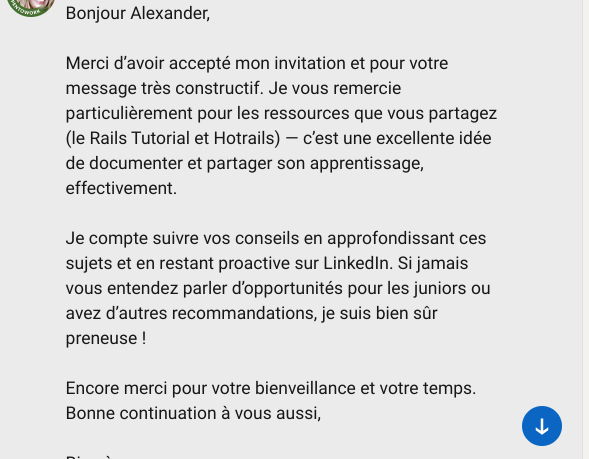 Bonjour Alexander,
Merci d’avoir accepté mon invitation et pour votre
message très constructif. Je vous remercie
particulièrement pour les ressources que vous partagez
(le Rails Tutorial et Hotrails) — c’est une excellente idée
de documenter et partager son apprentissage,
effectivement.
Je compte suivre vos conseils en approfondissant ces
sujets et en restant proactive sur LinkedIn. Si jamais
vous entendez parler d’opportunités pour les juniors ou
avez d’autres recommandations, je suis bien sûr
preneuse !
Encore merci pour votre bienveillance et votre temps.
Bonne continuation à vous aussi,